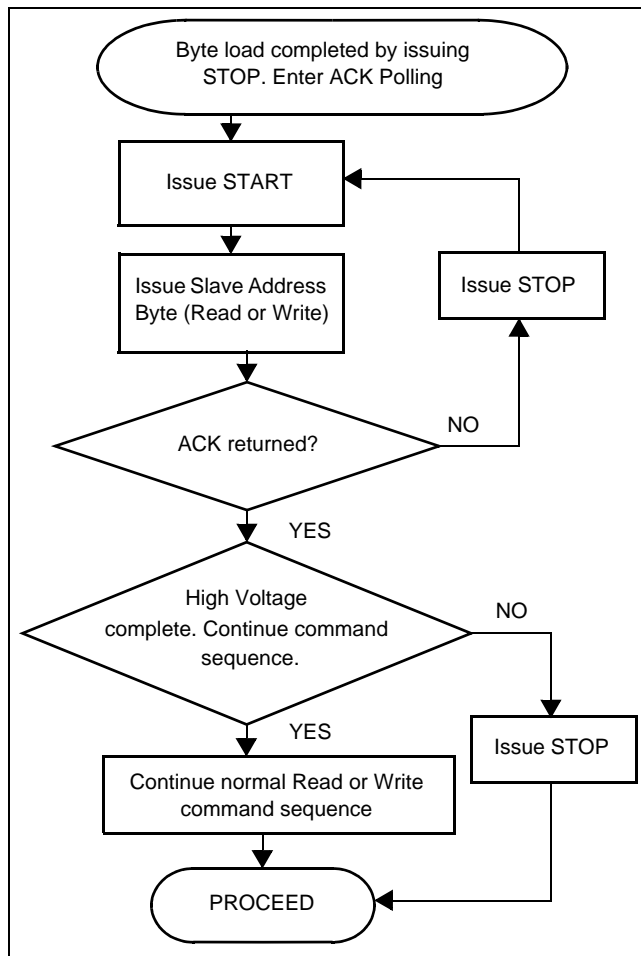 Byte load completed by issuing
STOP. Enter ACK Polling
Issue START
Issue Slave Address
Byte (Read or Write)
Issue STOP
ACK returned?
NO
YES
High Voltage
complete. Continue command
sequence.
NO
YES
Issue STOP
Continue normal Read or Write
command sequence
PROCEED